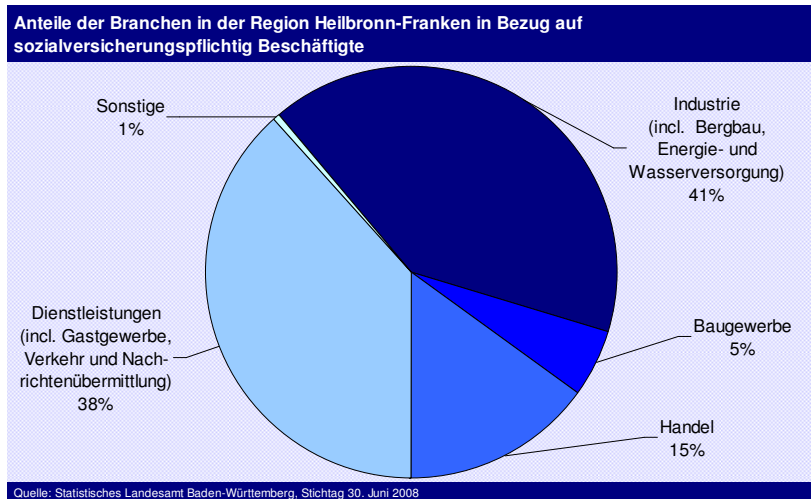 Anteile der Branchen in der Region Heilbronn-Franken in Bezug auf
sozialversicherungspflichtig Beschäftigte
Sonstige
1%
Industrie
(incl.  Bergbau,
Energie- und
Wasserversorgung)
41%
Dienstleistungen
(incl. Gastgewerbe,
Verkehr und Nach-
richtenübermittlung)
38%
Baugewerbe
5%
Handel
15%
Quelle: Statistisches Landesamt Baden-Württemberg, Stichtag 30. Juni 2008